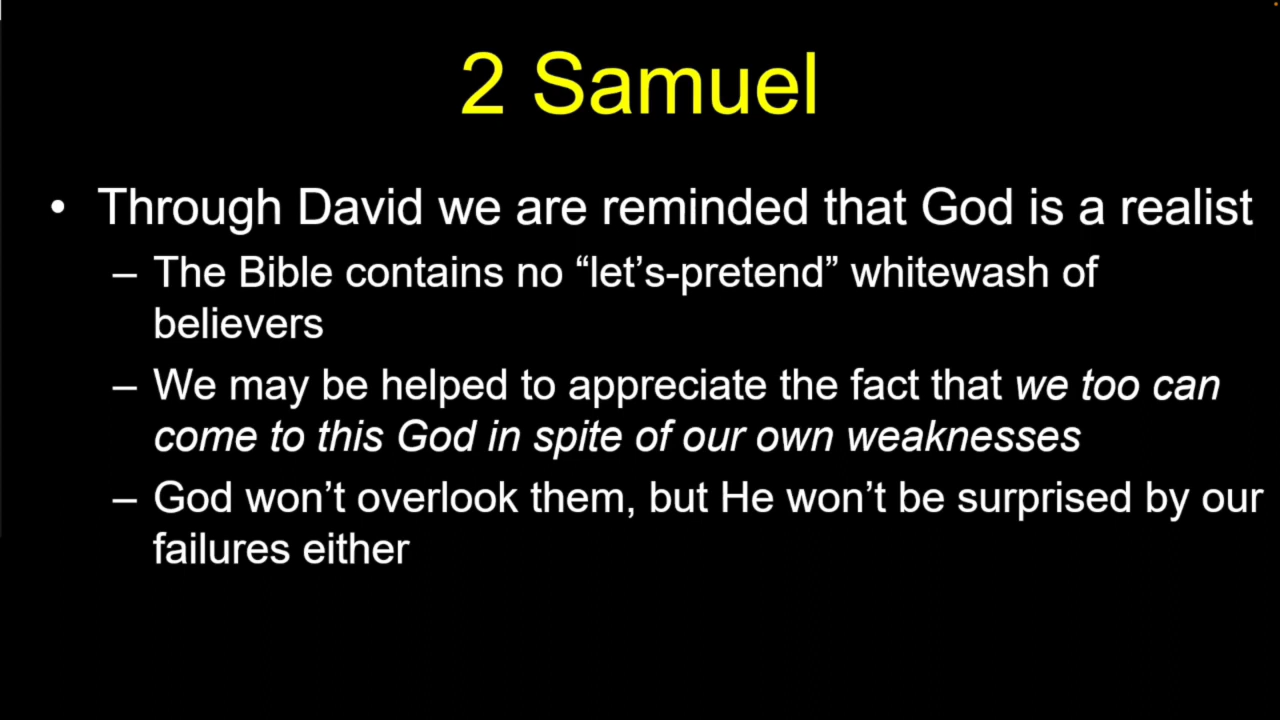 2 Samuel
• Through David we are reminded that God is a realist
– The Bible contains no “let’s-pretend” whitewash of
believers
– We may be helped to appreciate the fact that we too can
come to this God in spite of our own weaknesses
– God won’t overlook them, but He won’t be surprised by our
failures either